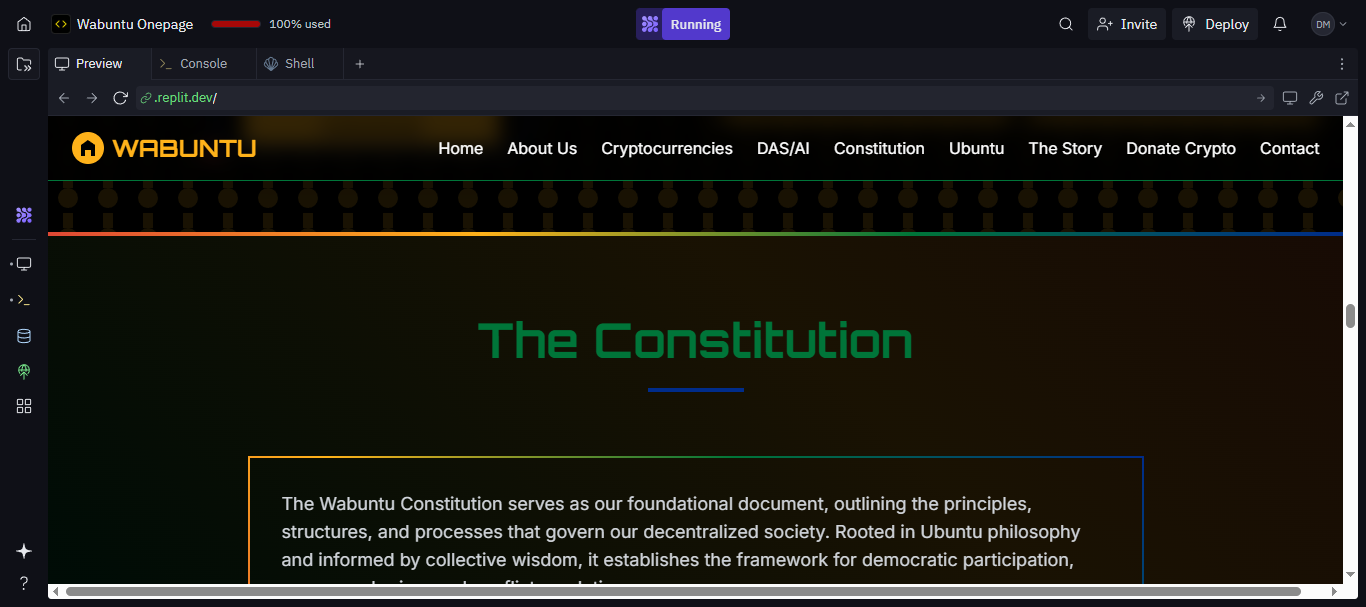 Wabuntu Onepage
100% used
Running
Invite
Deploy
DM
Preview
Console
Shell
.replit.dev/
WABUNTU
Home
About Us
Cryptocurrencies
DAS/AI
Constitution
Ubuntu
The Story
Donate Crypto
Contact
The Constitution
The Wabuntu Constitution serves as our foundational document, outlining the principles,
structures, and processes that govern our decentralized society. Rooted in Ubuntu philosophy
and informed by collective wisdom, it establishes the framework for democratic participation,